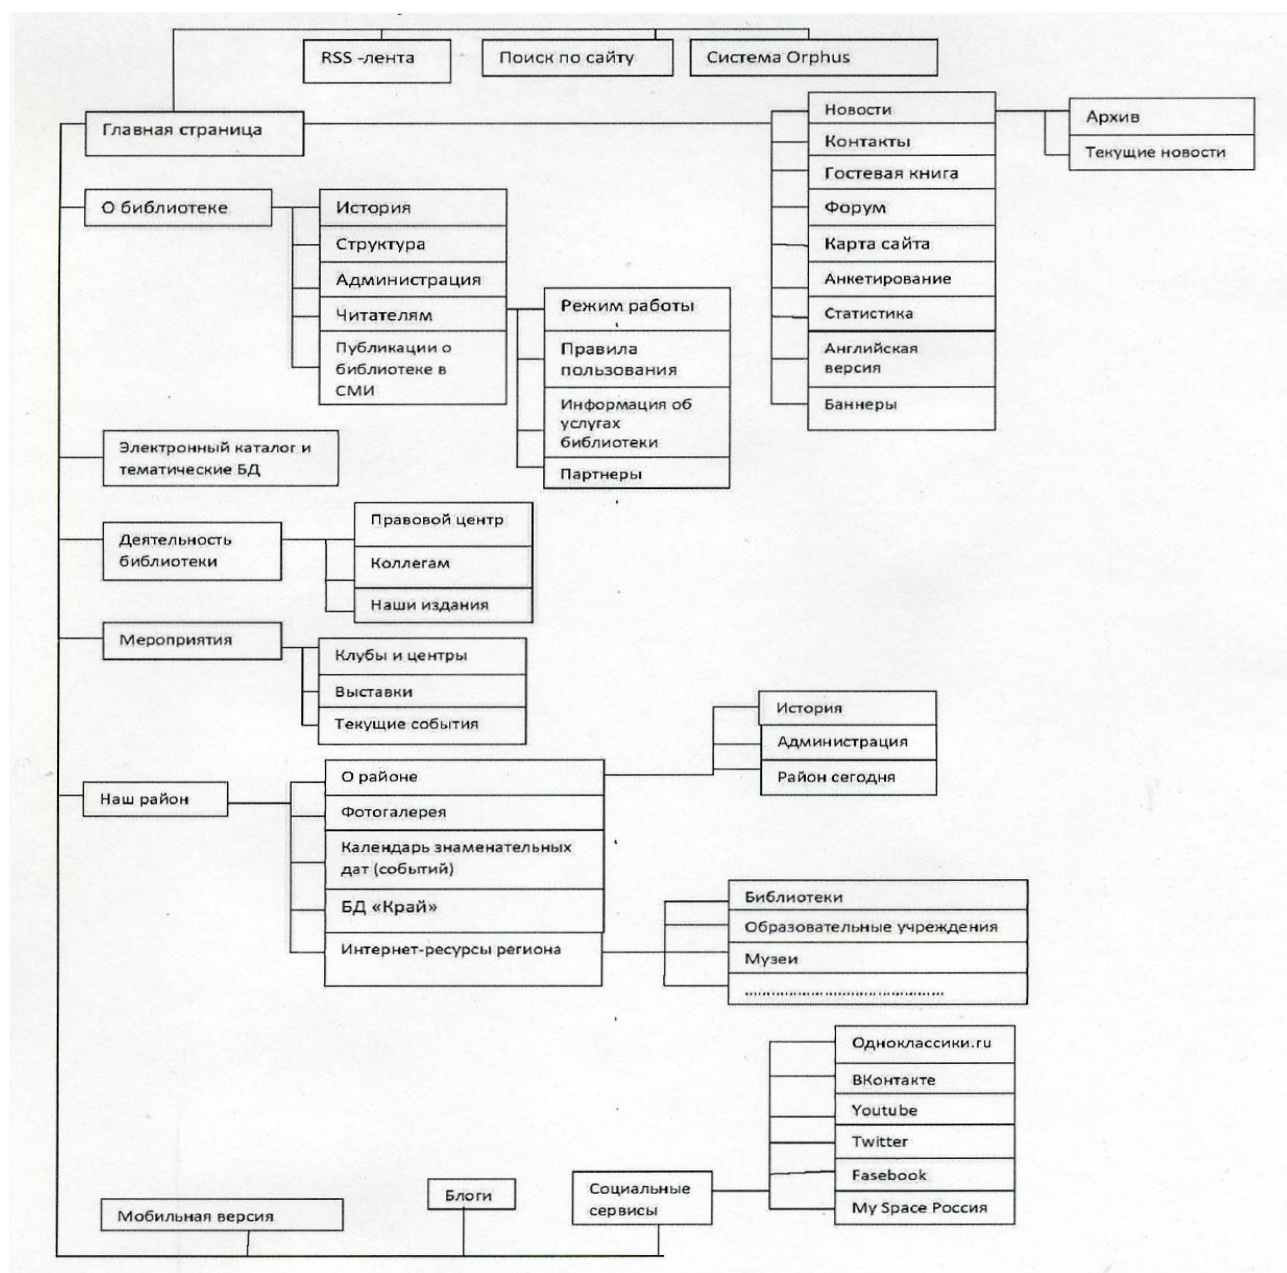 RSS -лента
Поиск по сайту
Система Orphus
Главная страница
Новости
Контакты
Гостевая книга
Форум
Карта сайта
Анкетирование
Статистика
Английская
версия
Баннеры
Архив
Текущие новости
О библиотеке
История
Структура
Администрация
Читателям
Публикации о
библиотеке в
СМИ
Режим работы
Правила
пользования
Информация об
услугах
библиотеки
Партнеры
Электронный каталог и
тематические БД
Деятельность
библиотеки
Правовой центр
Коллегам
Наши издания
Мероприятия
Клубы и центры
Выставки
Текущие события
Наш район
О районе
Фотогалерея
Календарь знаменательных
дат (событий)
БД «Край»
Интернет-ресурсы региона
История
Администрация
Район сегодня
Библиотеки
Образовательные учреждения
Музеи
............................................
Мобильная версия
Блоги
Социальные
сервисы
Одноклассики.ru
ВКонтакте
Youtube
Twitter
Fasebook
My Space Россия